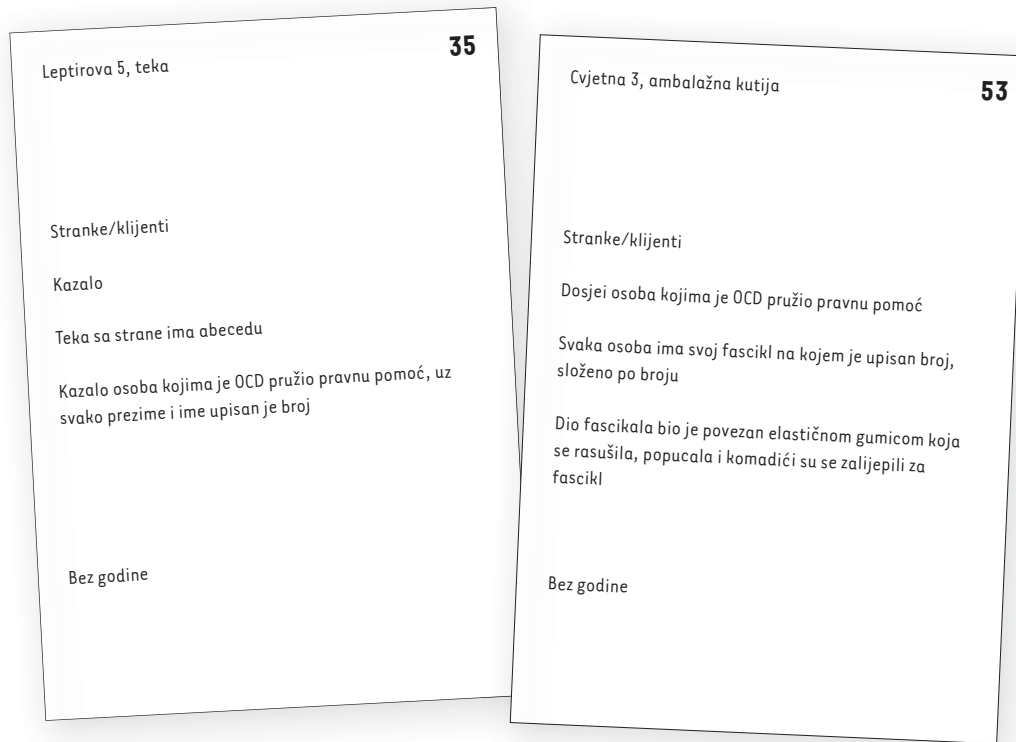 Leptirova 5, teka
35
Stranke/klijenti
Kazalo
Teka sa strane ima abecedu
Kazalo osoba kojima je OCD pružio pravnu pomoć, uz
svako prezime i ime upisan je broj
Bez godine
Cvjetna 3, ambalažna kutija
53
Stranke/klijenti
Dosjei osoba kojima je OCD pružio pravnu pomoć
Svaka osoba ima svoj fascikl na kojem je upisan broj,
složeno po broju
Dio fascikala bio je povezan elastičnom gumicom koja
se rasušila, popucala i komadići su se zalijepili za
fascikl
Bez godine